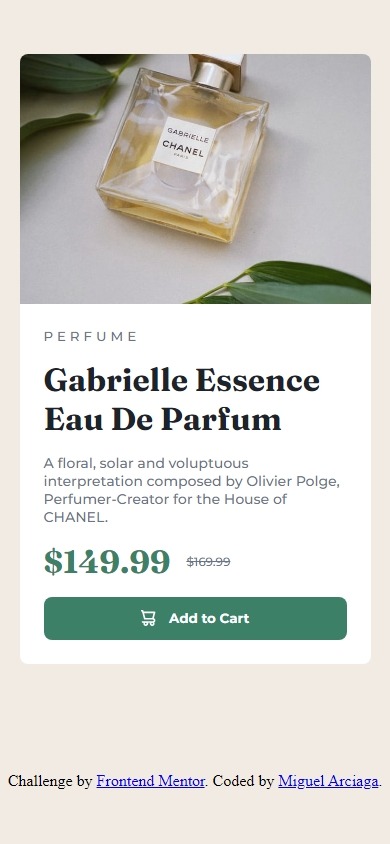 GABRIELLE
CHANEL
PARIS
PERFUME
Gabrielle Essence
Eau De Parfum
A floral, solar and voluptuous
interpretation composed by Olivier Polge,
Perfumer-Creator for the House of
CHANEL.
$149.99 $169.99
Add to Cart
Challenge by Frontend Mentor. Coded by Miguel Arciaga.